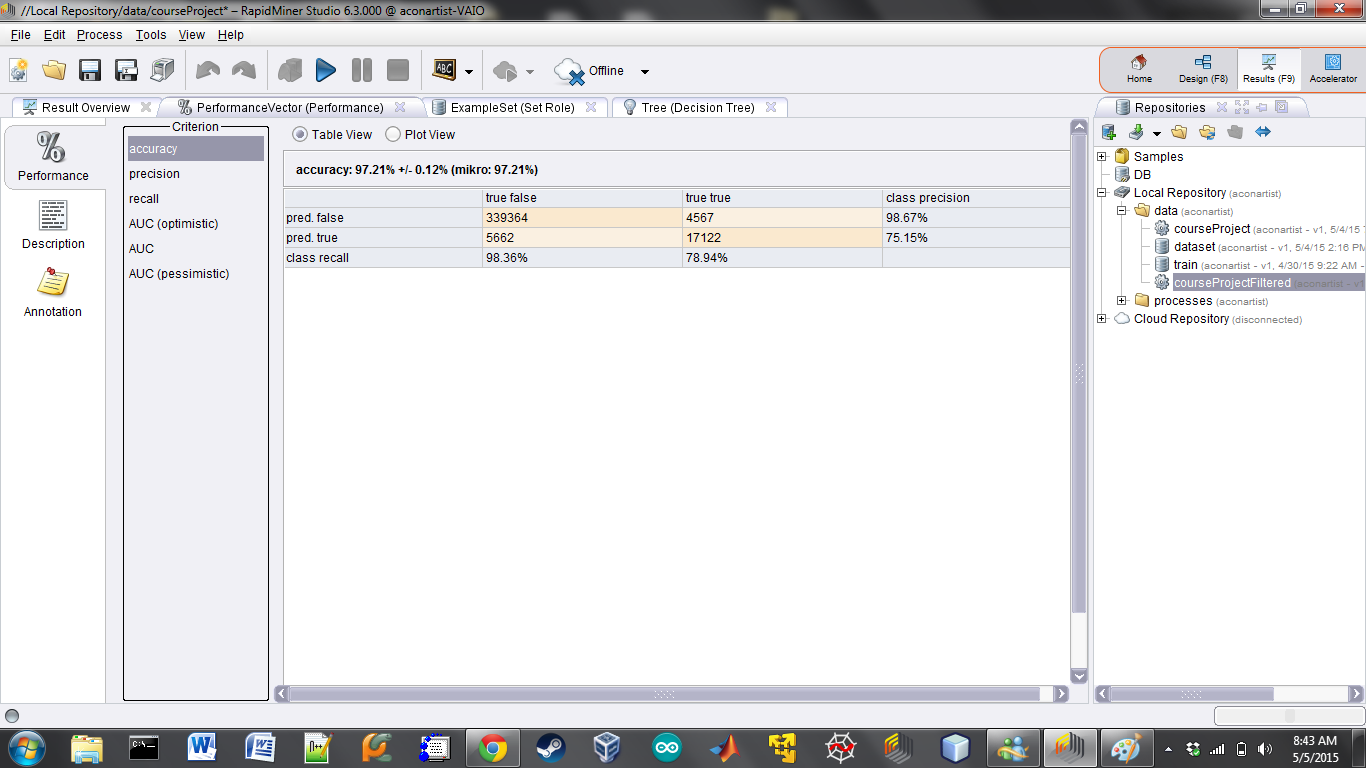 //Local Repository/data/courseProject* – RapidMiner Studio 6.3.000 @ aconartist-VAIO
File Edit Process Tools View Help
ABC Offline Home Design (F8) Results (F9) Accelerator
Result Overview PerformanceVector (Performance) ExampleSet (Set Role) Tree (Decision Tree) Repositories
% Performance
Description
Annotation
Criterion
accuracy
precision
recall
AUC (optimistic)
AUC
AUC (pessimistic)
Table View Plot View
accuracy: 97.21% +/- 0.12% (mikro: 97.21%)
true false true true class precision
pred. false 339364 4567 98.67%
pred. true 5662 17122 75.15%
class recall 98.36% 78.94%
Samples
DB
Local Repository (aconartist)
data (aconartist)
courseProject (aconartist - v1, 5/4/15
dataset (aconartist - v1, 5/4/15 2:16 PM
train (aconartist - v1, 4/30/15 9:22 AM -
courseProjectFiltered (aconartist - v1
processes (aconartist)
Cloud Repository (disconnected)
8:43 AM
5/5/2015